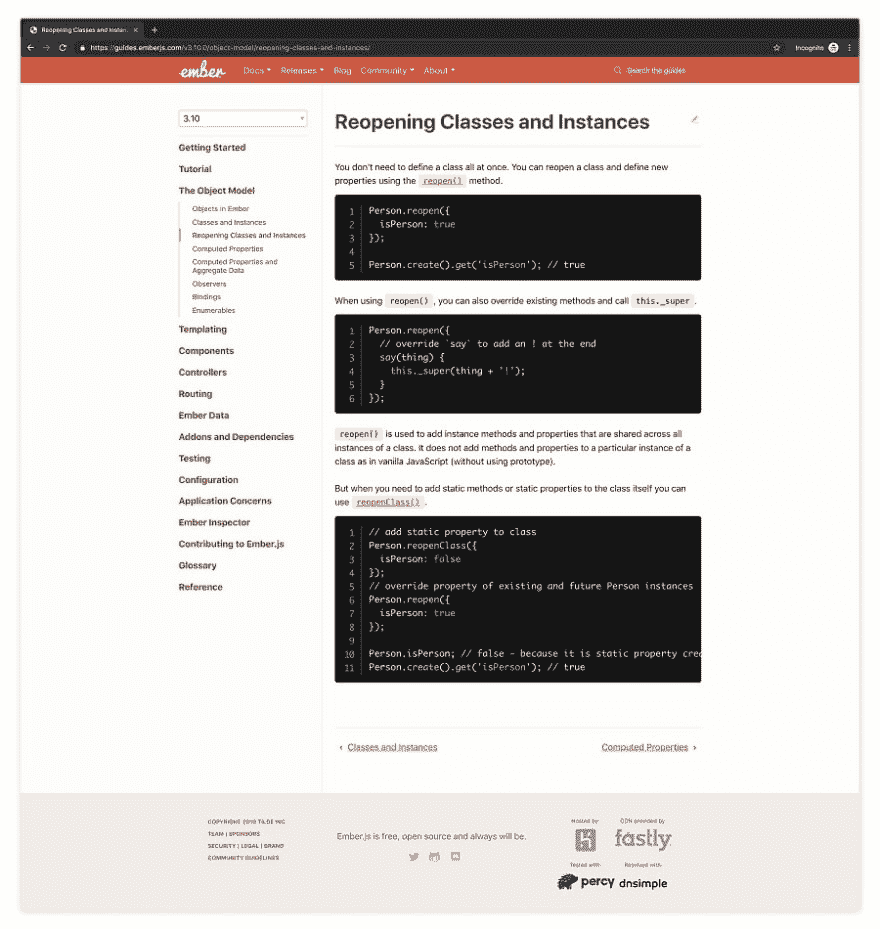 Reopening Classes and Instan.
https://guides.emberjs.com/v3.10.0/object-model/reopening-classes-and-instances/
Incognito
ember
Docs
Releases
Blog
Community
About
Search the guides
3.10
Getting Started
Tutorial
The Object Model
Objects in Ember
Classes and Instances
Reopening Classes and Instances
Computed Properties
Computed Properties and
Aggregate Data
Observers
Bindings
Enumerables
Templating
Components
Controllers
Routing
Ember Data
Addons and Dependencies
Testing
Configuration
Application Concerns
Ember Inspector
Contributing to Ember.js
Glossary
Reference
Reopening Classes and Instances
You don't need to define a class all at once. You can reopen a class and define new
properties using the reopen() method.
1 Person.reopen({
2 isPerson: true
3 });
4
5 Person.create().get('isPerson'); // true
When using reopen() , you can also override existing methods and call this._super .
1 Person.reopen({
2 // override `say` to add an ! at the end
3 say(thing) {
4 this._super(thing + '!');
5 }
6 });
reopen() is used to add instance methods and properties that are shared across all
instances of a class. It does not add methods and properties to a particular instance of a
class as in vanilla JavaScript (without using prototype).
But when you need to add static methods or static properties to the class itself you can
use reopenClass() .
1 // add static property to class
2 Person.reopenClass({
3 isPerson: false
4 });
5 // override property of existing and future Person instances
6 Person.reopen({
7 isPerson: true
8 });
9
10 Person.isPerson; // false - because it is static property cre
11 Person.create().get('isPerson'); // true
‹ Classes and Instances
Computed Properties ›
COPYRIGHT 2019 TILDE INC.
TEAM | SPONSORS
SECURITY | LEGAL | BRAND
COMMUNITY GUIDELINES
Ember.js is free, open source and always will be.
Hosted by:
CDN provided by:
fastly
Tested with:
Resolved with:
percy
dnsimple